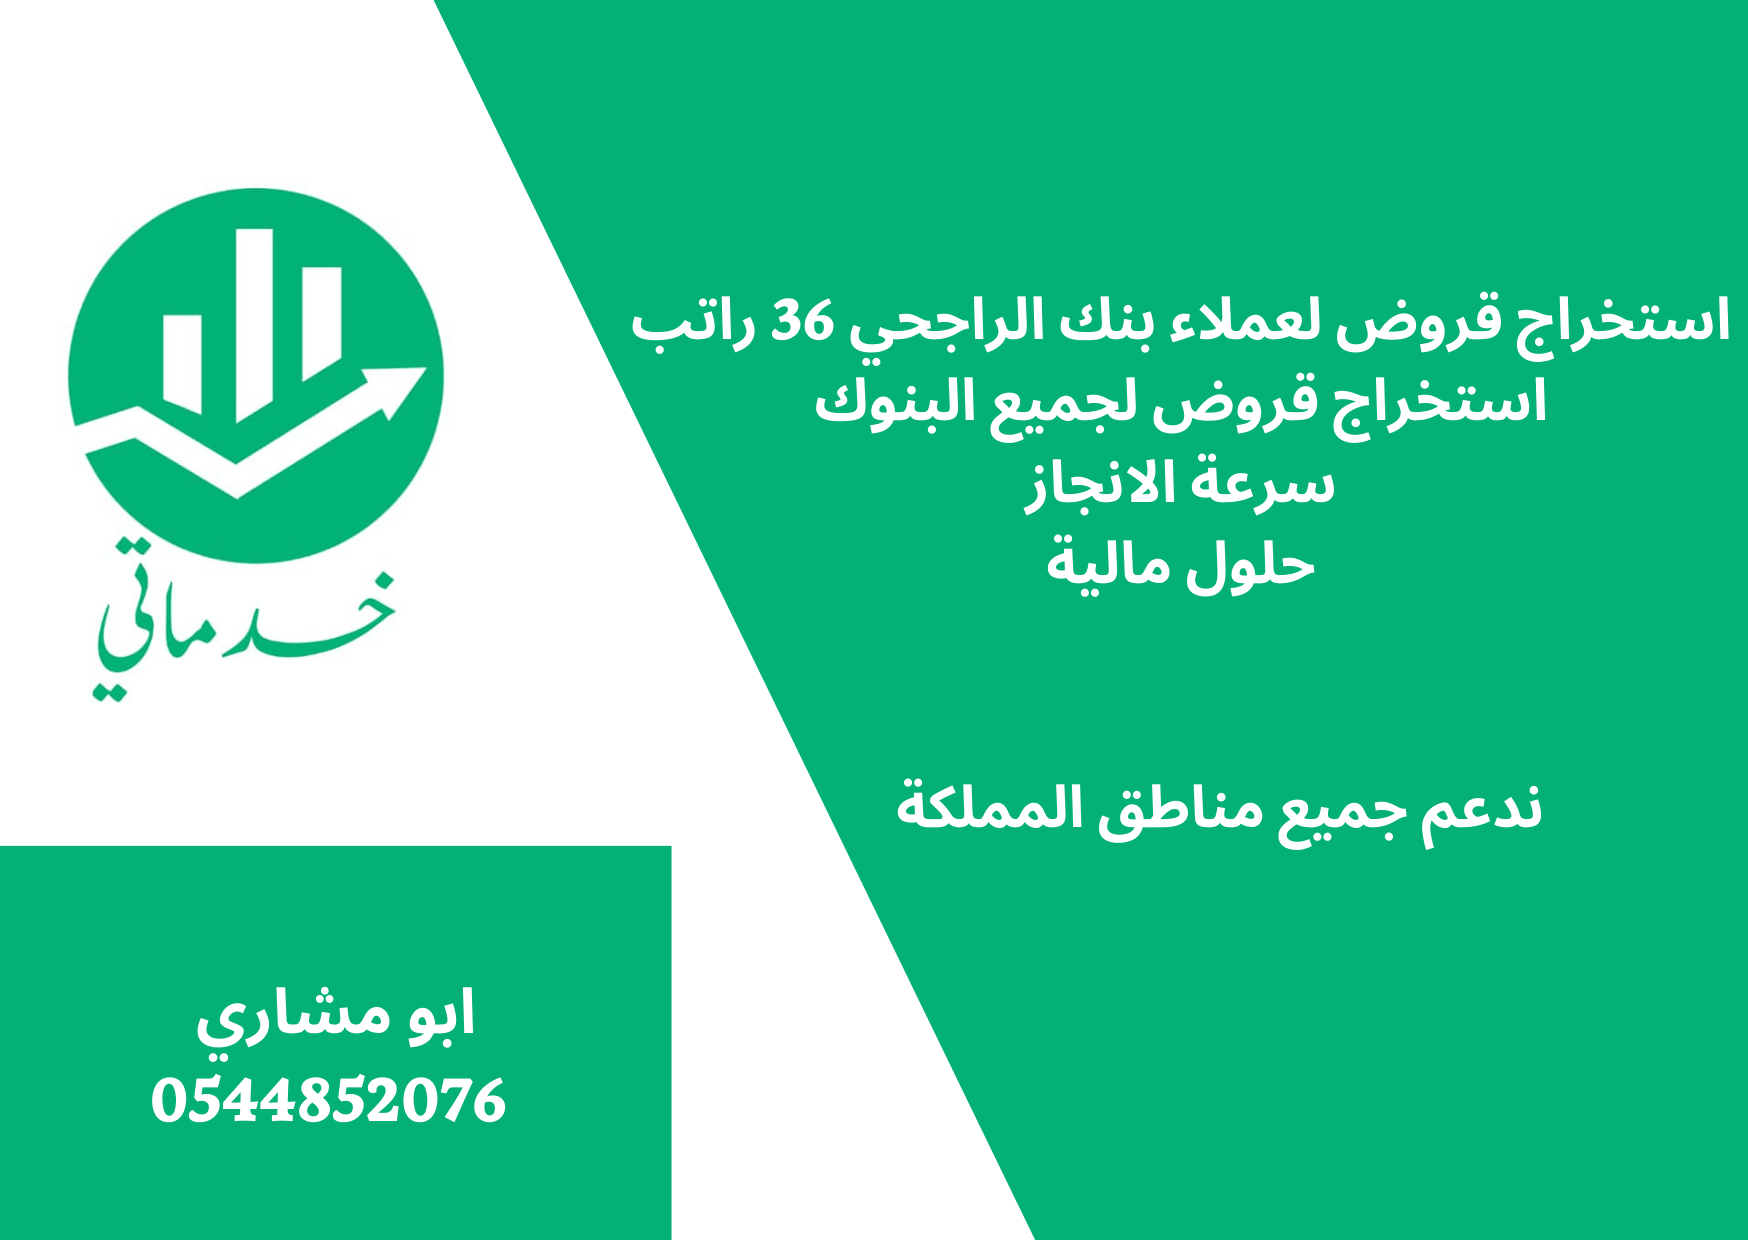 استخراج قروض لعملاء بنك الراجحي 36 راتب
استخراج قروض لجميع البنوك
سرعة الانجاز
حلول مالية
ندعم جميع مناطق المملكة
خدماتي
ابو مشاري
0544852076